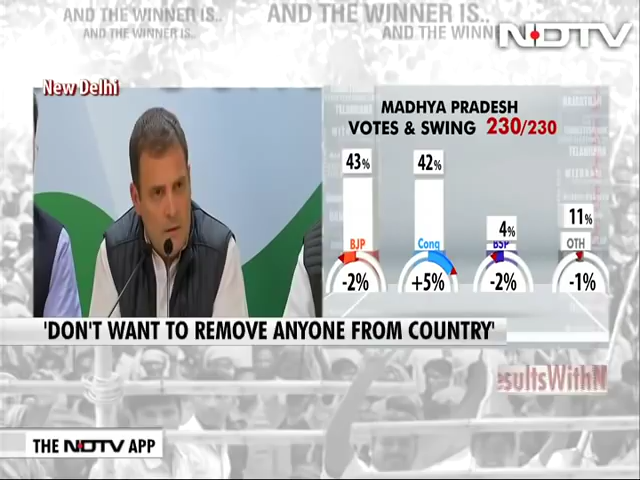 AND THE WINNER IS..
AND THE WINNER IS..
AND THE WINNER IS..
AND THE WINN
NDTV
New Delhi
MADHYA PRADESH
VOTES & SWING 230/230
43%
42%
4%
11%
BJP
Cong
BSP
OTH
-2%
+5%
-2%
-1%
'DON'T WANT TO REMOVE ANYONE FROM COUNTRY'
esultsWithN
THE NDTV APP